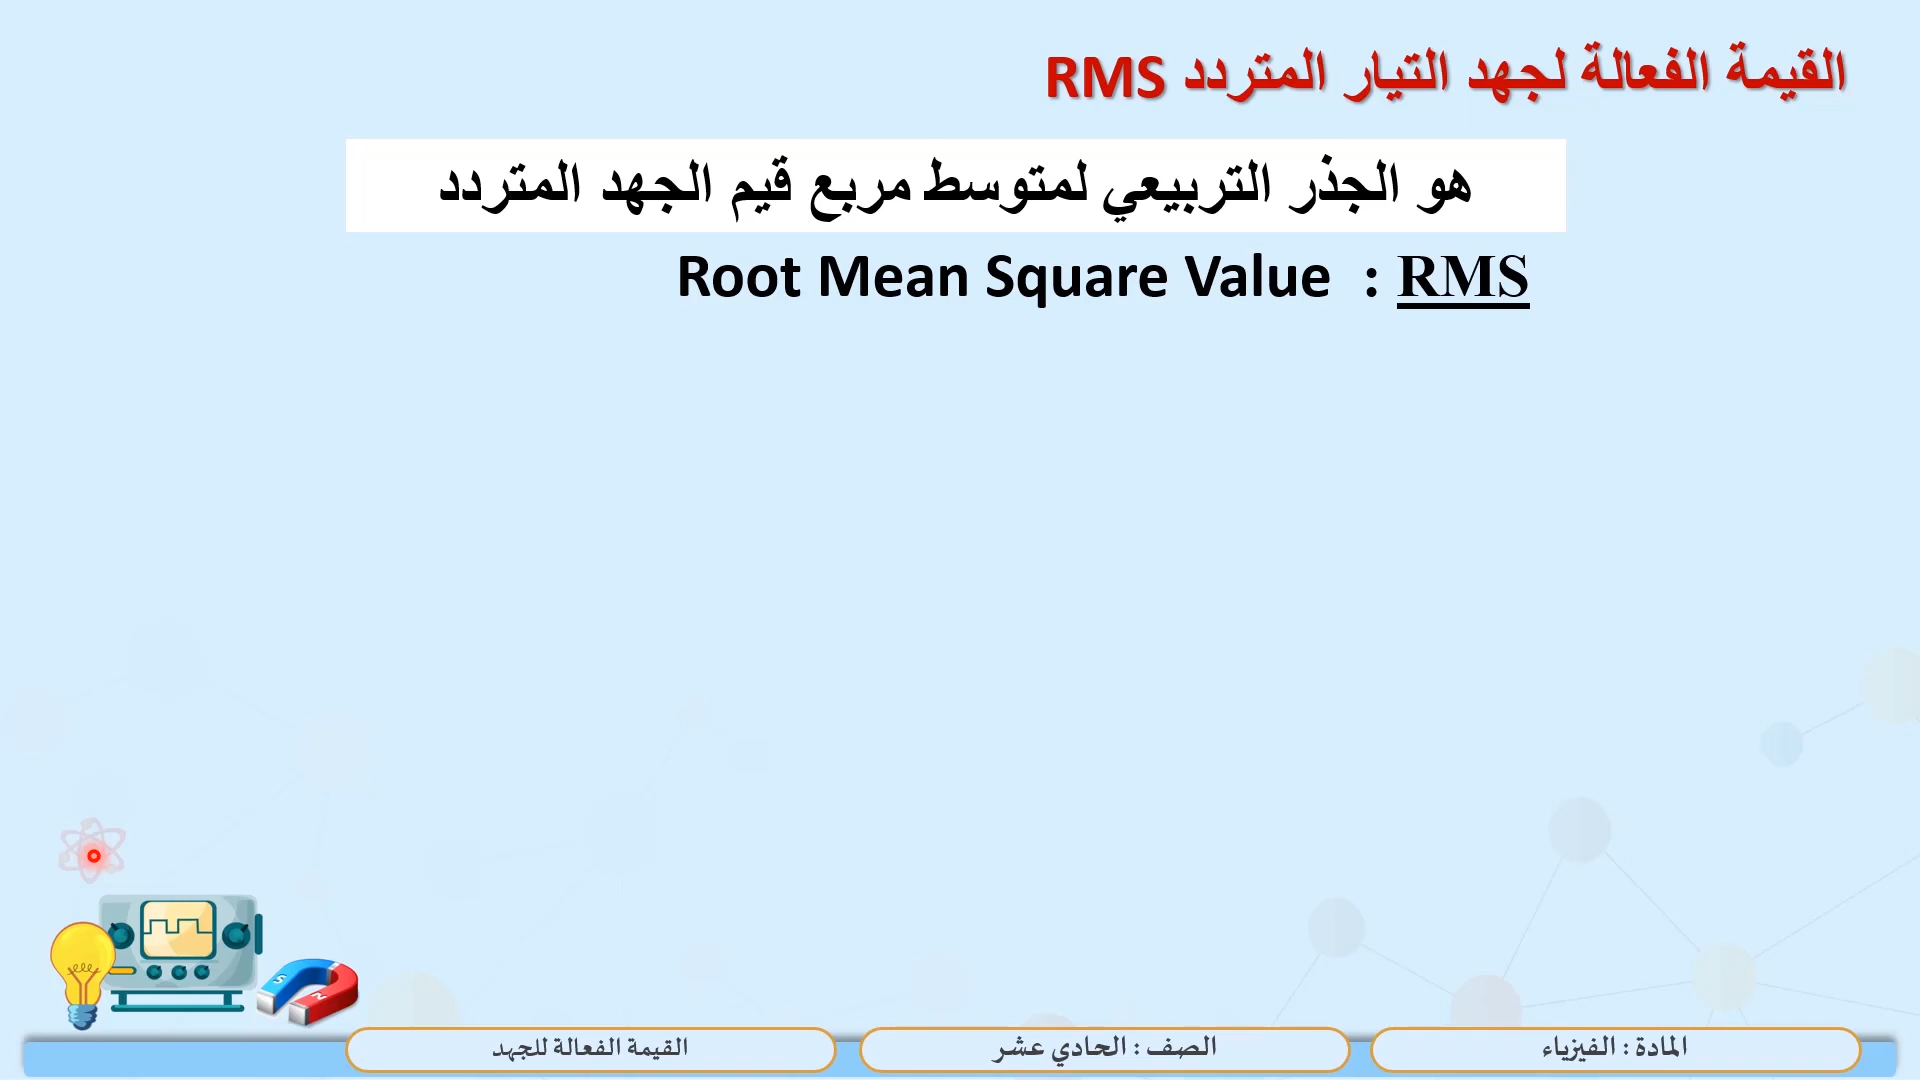 القيمة الفعالة لجهد التيار المتردد RMS
هو الجذر التربيعي لمتوسط مربع قيم الجهد المتردد
RMS : Root Mean Square Value
المادة : الفيزياء
الصف : الحادي عشر
القيمة الفعالة للجهد
S
N